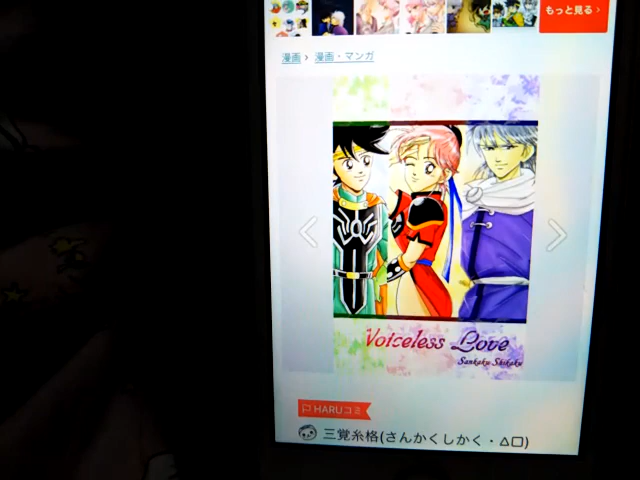 もっと見る ›
漫画 › 漫画・マンガ
Voiceless Love
Sankaku Shikaku
HARUコミ
三覚糸格(さんかくしかく・△□)